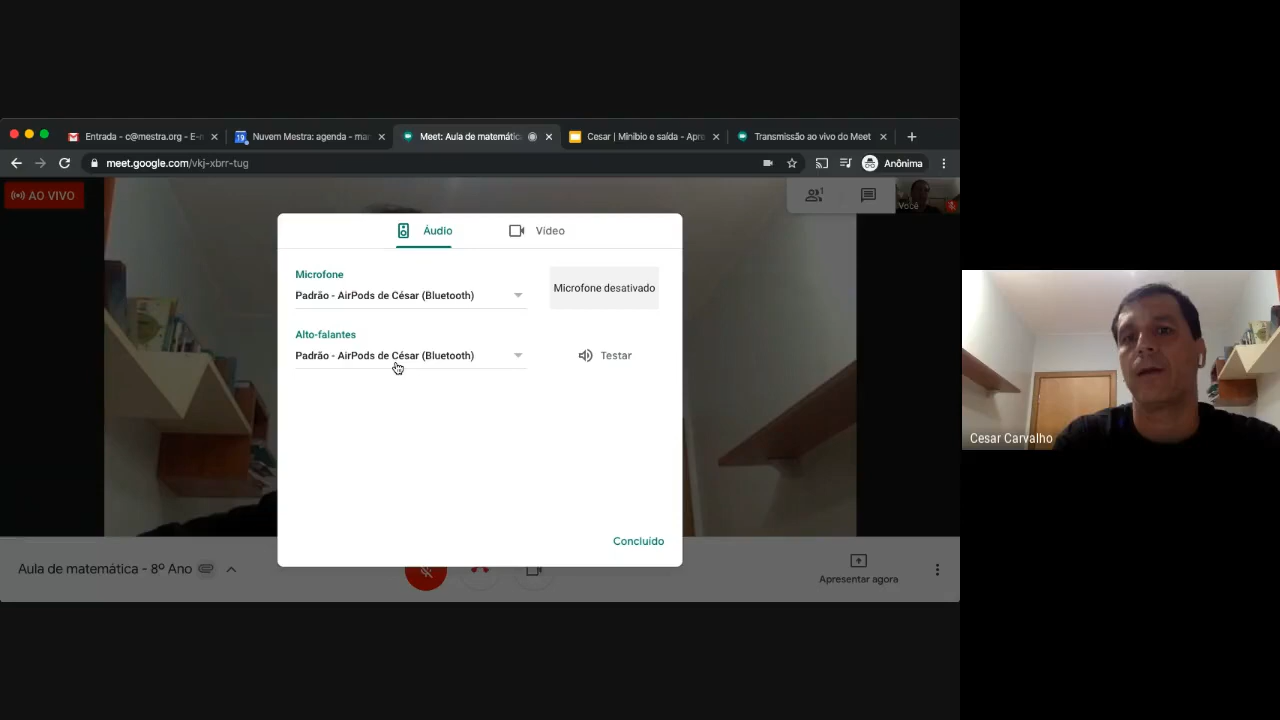 Entrada - c@mestra.org - E-n
Nuvem Mestra: agenda - mar
Meet: Aula de matemátic
Cesar | Minibio e saída - Apre
Transmissão ao vivo do Meet
meet.google.com/vkj-xbrr-tug
Anônima
AO VIVO
1
Você
Áudio
Vídeo
Microfone
Padrão - AirPods de César (Bluetooth)
Microfone desativado
Alto-falantes
Padrão - AirPods de César (Bluetooth)
Testar
Cesar Carvalho
Concluído
Aula de matemática - 8º Ano
Apresentar agora